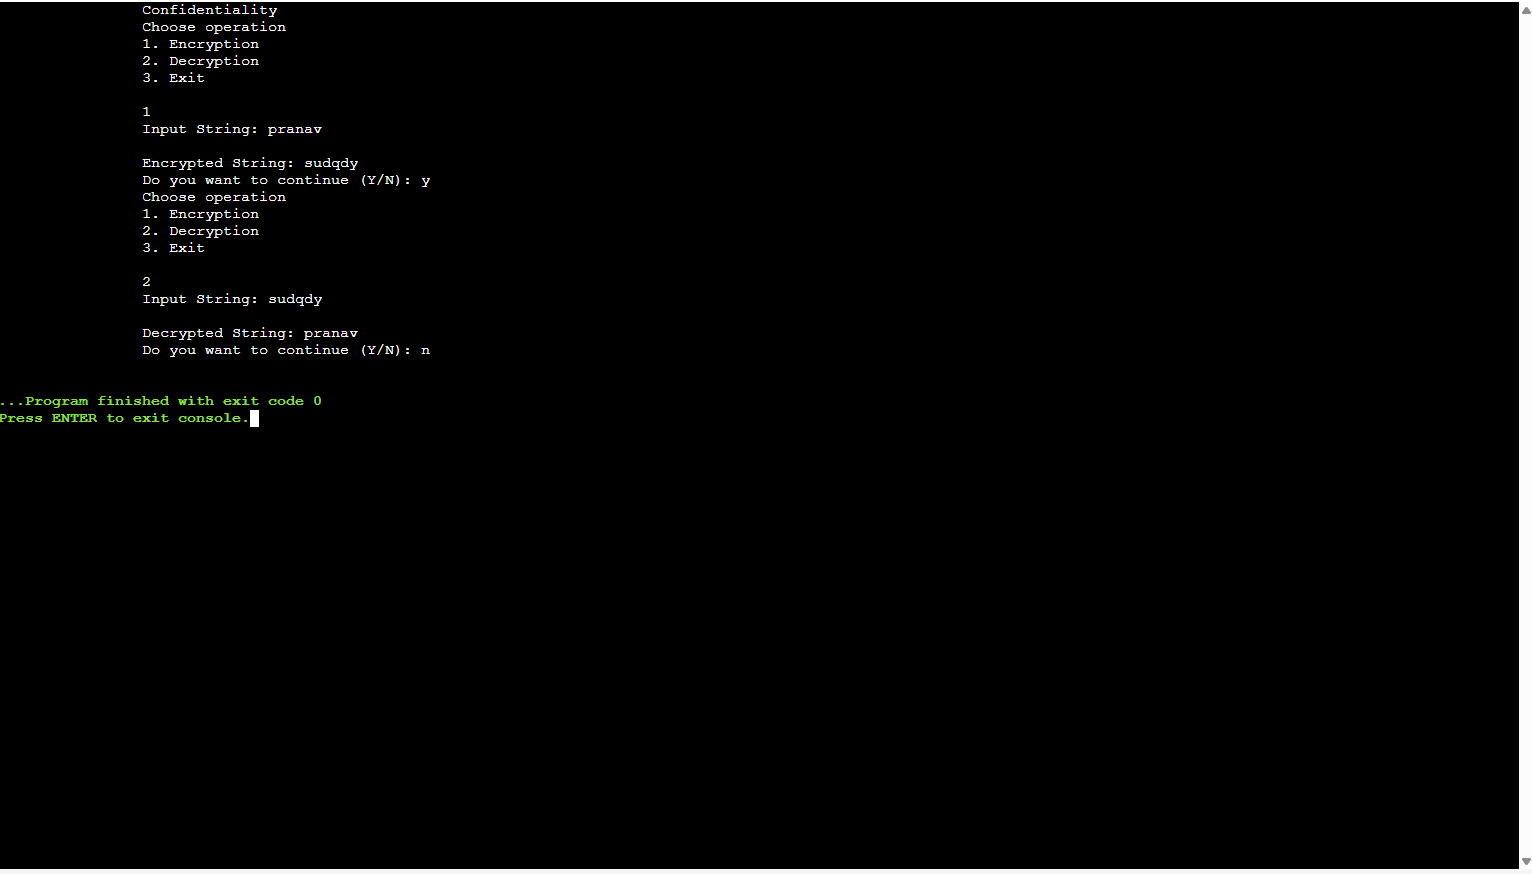 Confidentiality
Choose operation
1. Encryption
2. Decryption
3. Exit
1
Input String: pranav
Encrypted String: sudqdy
Do you want to continue (Y/N): y
Choose operation
1. Encryption
2. Decryption
3. Exit
2
Input String: sudqdy
Decrypted String: pranav
Do you want to continue (Y/N): n
...Program finished with exit code 0
Press ENTER to exit console.